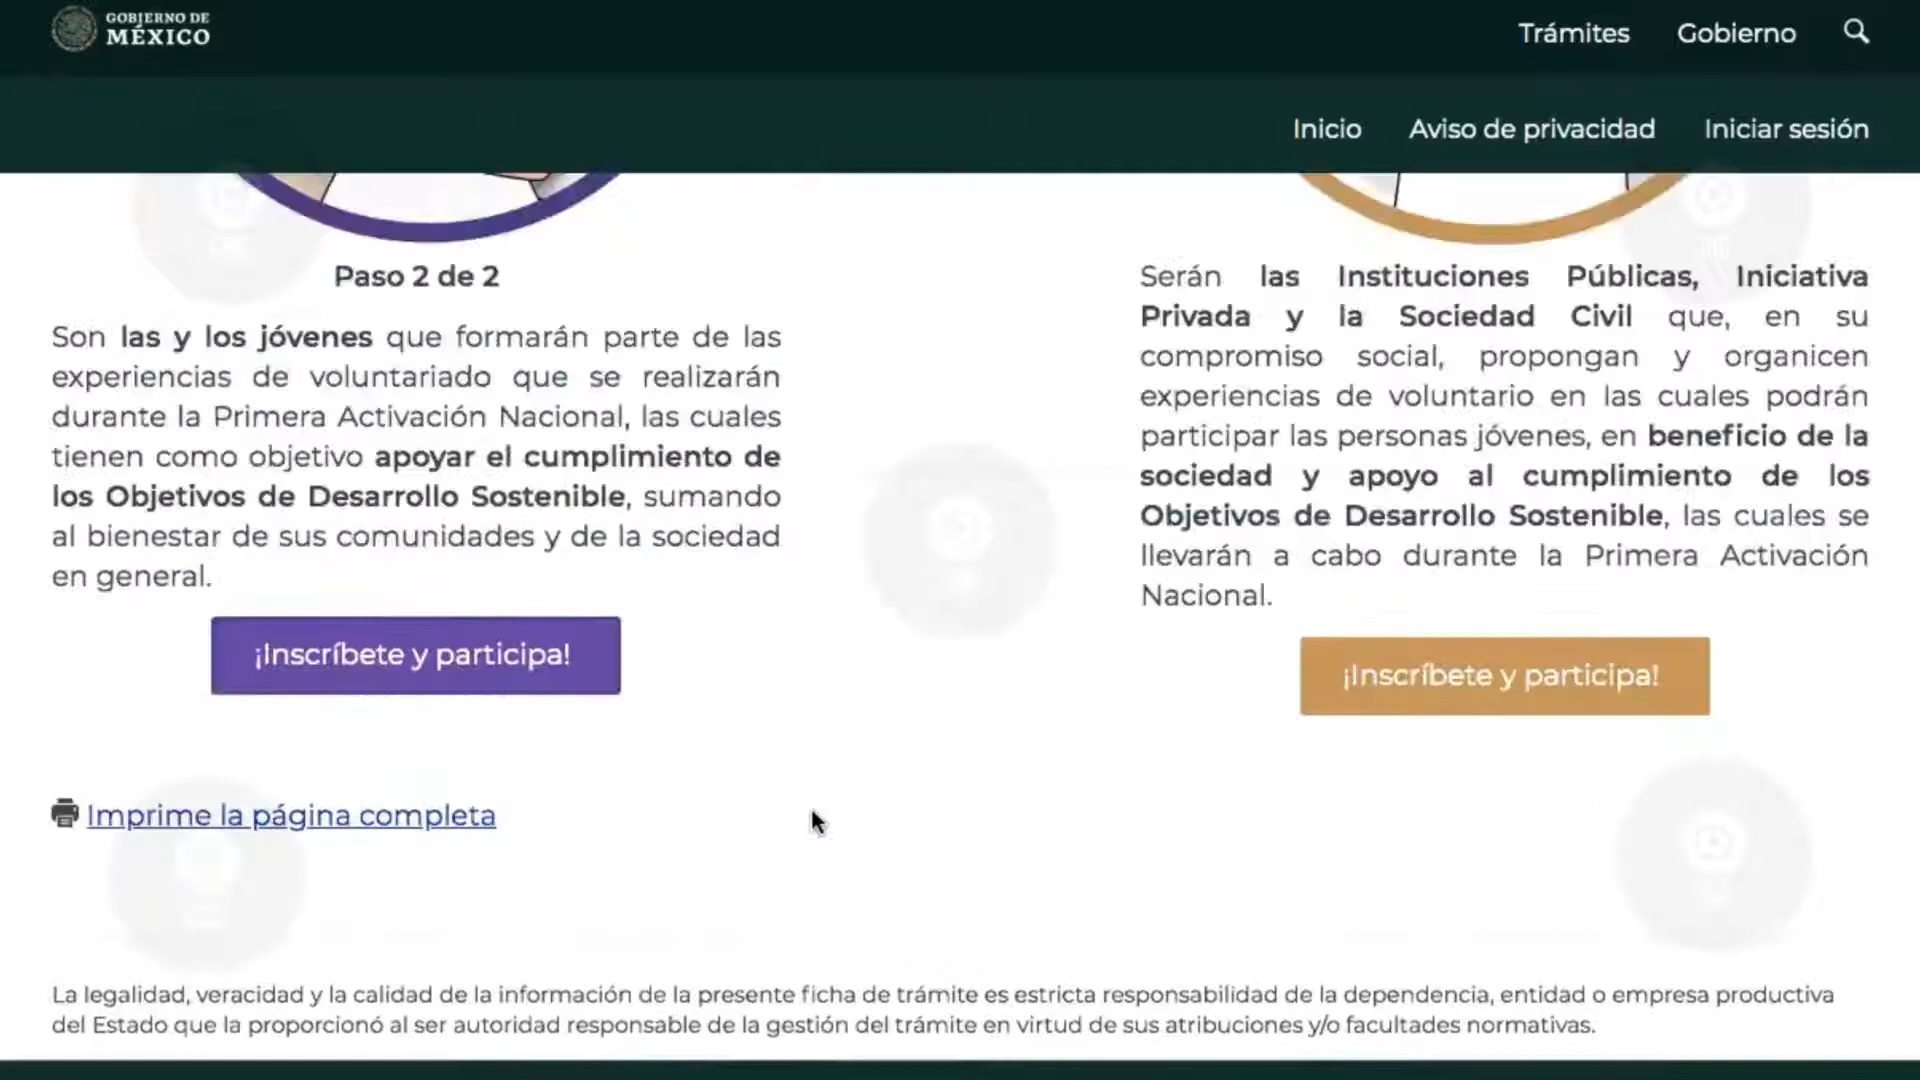 GOBIERNO DE
MÉXICO
Trámites
Gobierno
Inicio
Aviso de privacidad
Iniciar sesión
Paso 2 de 2
Son las y los jóvenes que formarán parte de las
experiencias de voluntariado que se realizarán
durante la Primera Activación Nacional, las cuales
tienen como objetivo apoyar el cumplimiento de
los Objetivos de Desarrollo Sostenible, sumando
al bienestar de sus comunidades y de la sociedad
en general.
¡Inscríbete y participa!
Serán las Instituciones Públicas, Iniciativa
Privada y la Sociedad Civil que, en su
compromiso social, propongan y organicen
experiencias de voluntario en las cuales podrán
participar las personas jóvenes, en beneficio de la
sociedad y apoyo al cumplimiento de los
Objetivos de Desarrollo Sostenible, las cuales se
llevarán a cabo durante la Primera Activación
Nacional.
¡Inscríbete y participa!
Imprime la página completa
La legalidad, veracidad y la calidad de la información de la presente ficha de trámite es estricta responsabilidad de la dependencia, entidad o empresa productiva
del Estado que la proporcionó al ser autoridad responsable de la gestión del trámite en virtud de sus atribuciones y/o facultades normativas.